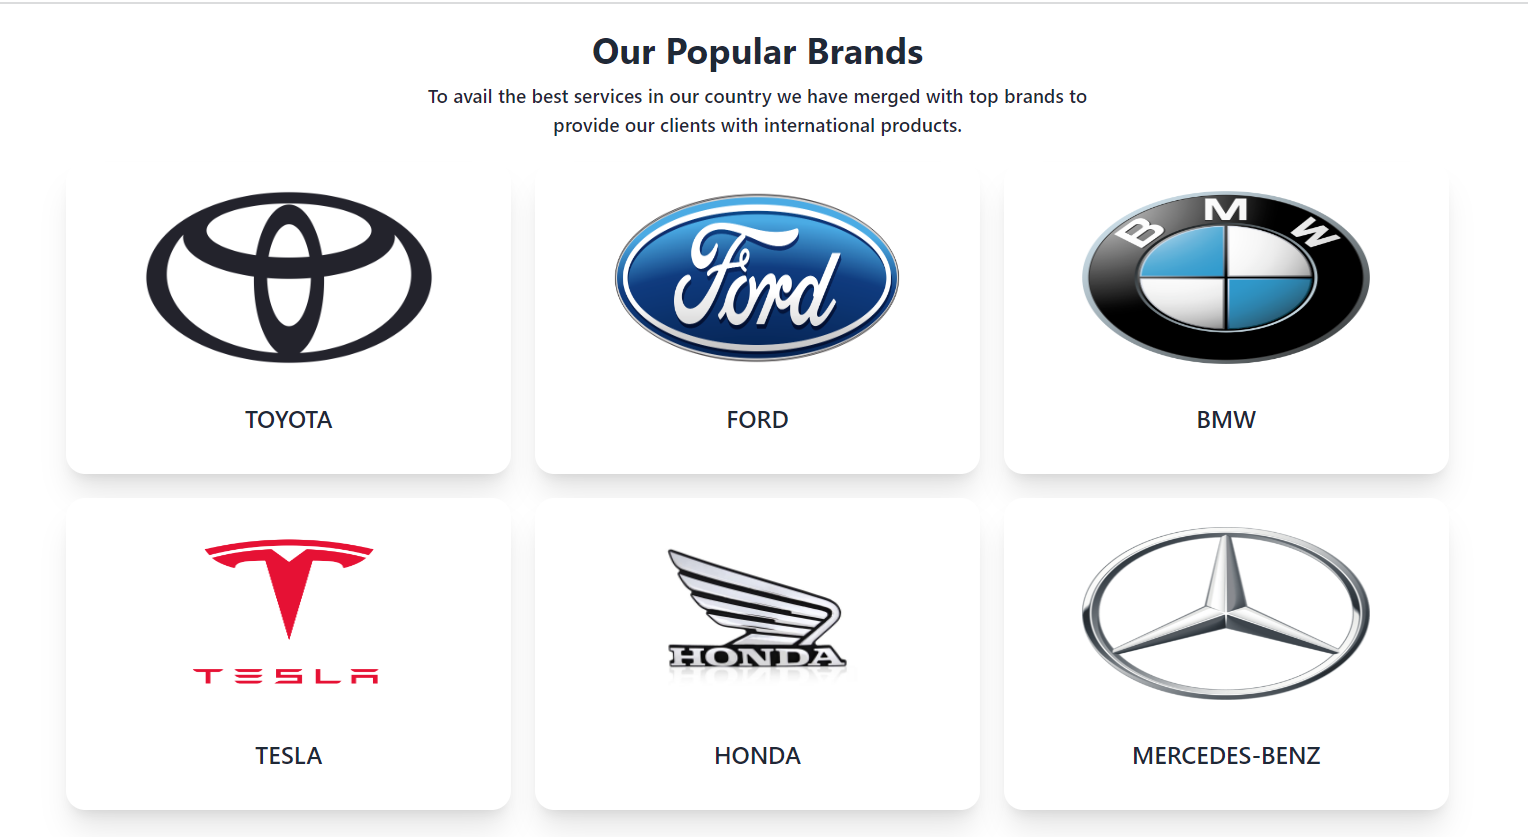 Our Popular Brands
To avail the best services in our country we have merged with top brands to
provide our clients with international products.
Ford
BMW
TOYOTA
FORD
BMW
TESLA
HONDA
TESLA
HONDA
MERCEDES-BENZ